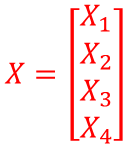 X = [X₁
X₂
X₃
X₄]